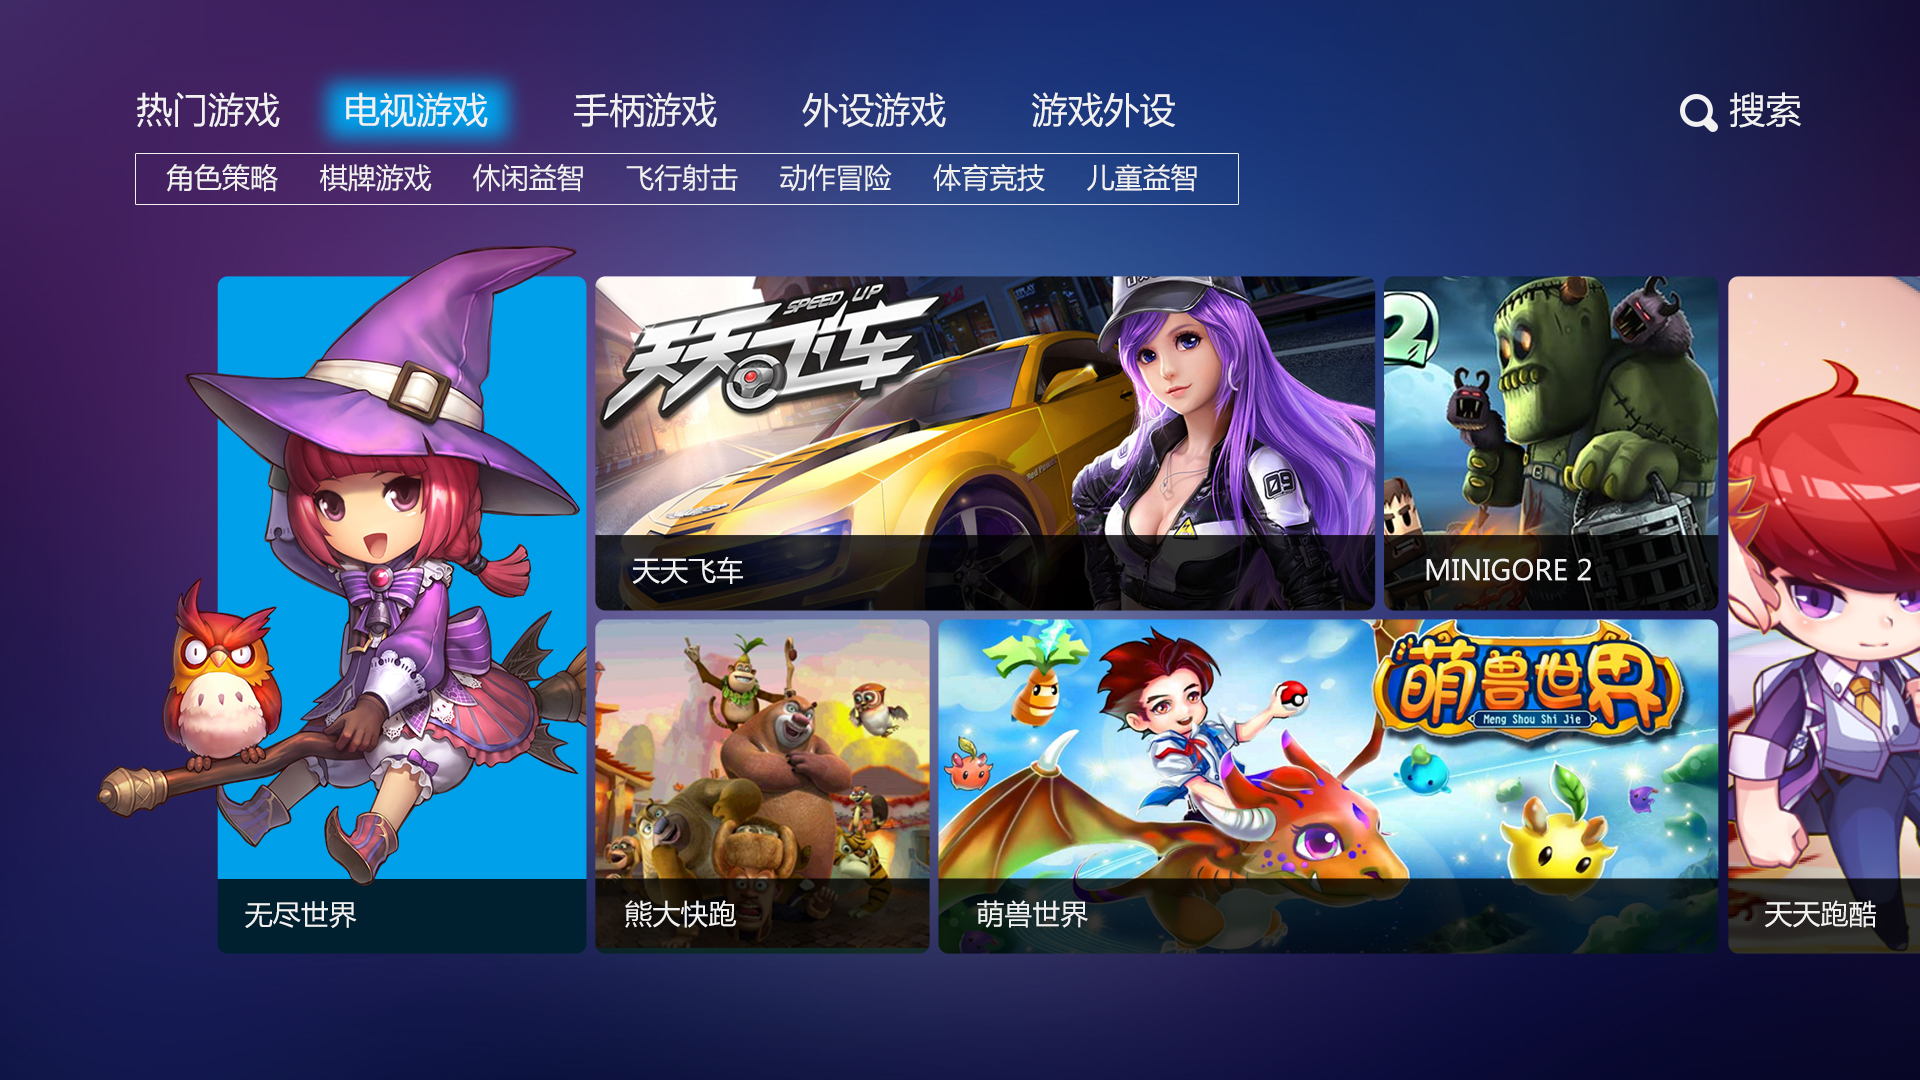 热门游戏 电视游戏 手柄游戏 外设游戏 游戏外设 搜索
角色策略 棋牌游戏 休闲益智 飞行射击 动作冒险 体育竞技 儿童益智
SPEED UP
天天飞车
09
天天飞车
2
MINIGORE 2
萌兽世界
Meng Shou Shi Jie
无尽世界
熊大快跑
萌兽世界
天天跑酷